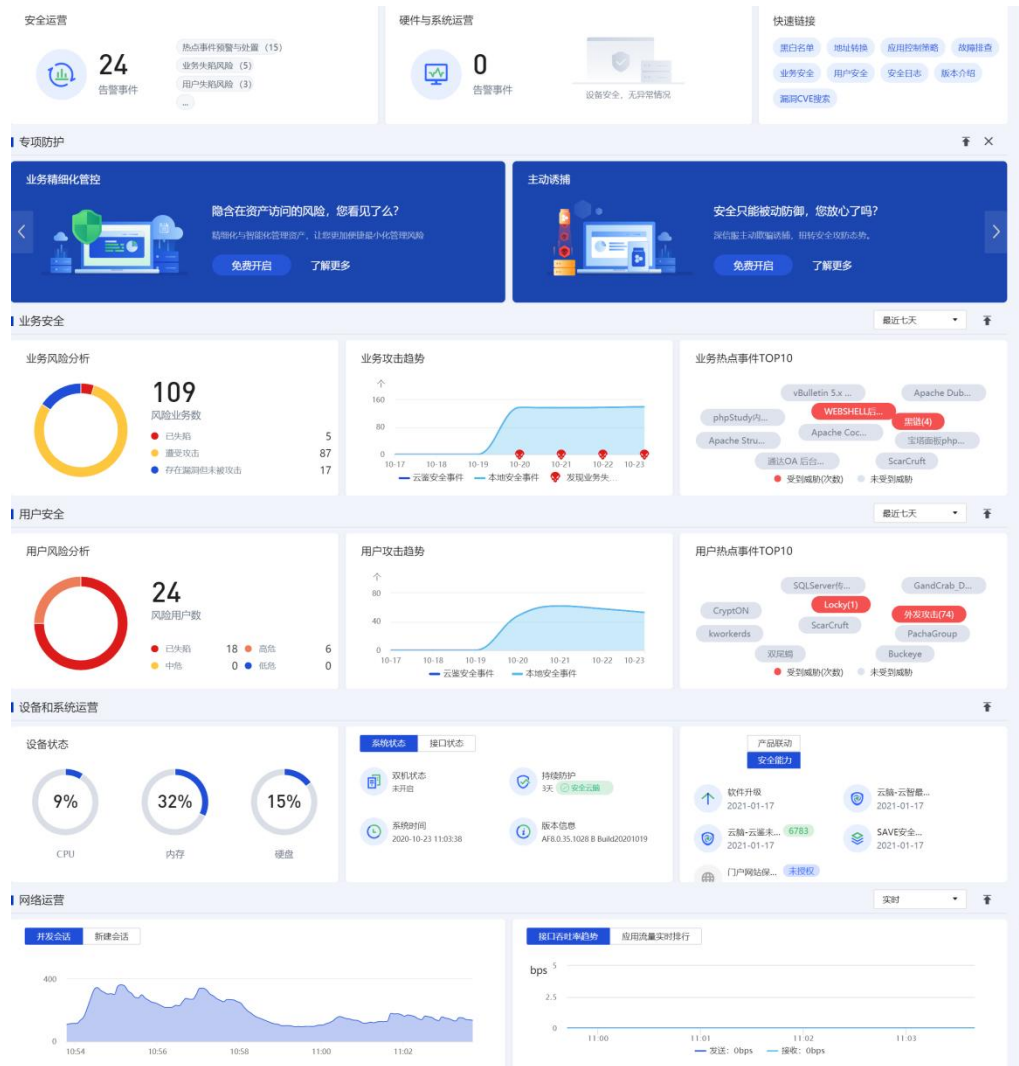 安全运营
24
告警事件
热点事件预警与处置 (15)
业务失陷风险 (5)
用户失陷风险 (3)
...
硬件与系统运营
0
告警事件
设备安全，无异常情况
快速链接
黑白名单 地址转换 应用控制策略 故障排查
业务安全 用户安全 安全日志 版本介绍
漏洞CVE搜索
专项防护
业务精细化管控
隐含在资产访问的风险，您看见了么?
精细化与智能化管理资产，让您更加便捷最小化管理风险
免费开启 了解更多
主动诱捕
安全只能被动防御，您放心了吗?
深信服主动欺骗诱捕，扭转安全攻防态势。
免费开启 了解更多
业务安全
最近七天
业务风险分析
109
风险业务数
已失陷 5
遭受攻击 87
存在漏洞但未被攻击 17
业务攻击趋势
个
160
80
0
10-17 10-18 10-19 10-20 10-21 10-22 10-23
云鉴安全事件 本地安全事件 发现业务失...
业务热点事件TOP10
vBulletin 5.x ... Apache Dub...
phpStudy内... WEBSHELL后... 黑链(4)
Apache Stru... Apache Coc... 宝塔面板php...
通达OA 后台... ScarCruft
受到威胁(次数) 未受到威胁
用户安全
最近七天
用户风险分析
24
风险用户数
已失陷 18 高危 6
中危 0 低危 0
用户攻击趋势
个
80
40
0
10-17 10-18 10-19 10-20 10-21 10-22 10-23
云鉴安全事件 本地安全事件
用户热点事件TOP10
SQLServer传... GandCrab_D...
CryptON Locky(1) 外发攻击(74)
kworkerds ScarCruft PachaGroup
双尾蝎 Buckeye
受到威胁(次数) 未受到威胁
设备和系统运营
设备状态
9% 32% 15%
CPU 内存 硬盘
系统状态 接口状态
双机状态
未开启
持续防护
3天 安全云脑
系统时间
2020-10-23 11:03:38
版本信息
AF8.0.35.1028 B Build20201019
产品联动
安全能力
软件升级
2021-01-17
云脑-云智最...
2021-01-17
云脑-云鉴未... 6783
2021-01-17
SAVE安全...
2021-01-17
门户网站保... 未授权
网络运营
实时
并发会话 新建会话
400
0
10:54 10:56 10:58 11:00 11:02
接口吞吐率趋势 应用流量实时排行
bps
5
2.5
0
11:00 11:01 11:02 11:03
发送: 0bps 接收: 0bps